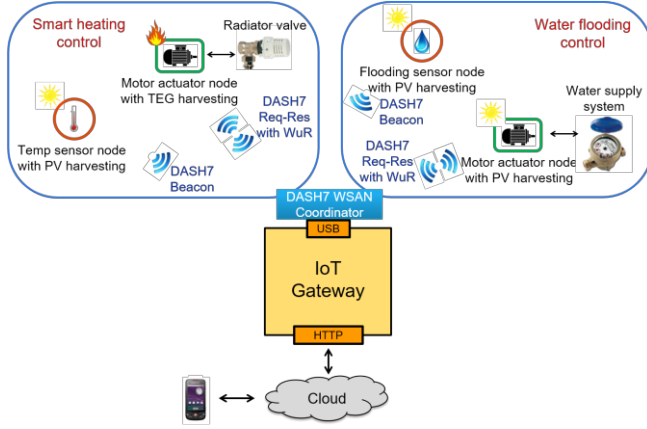 Smart heating
control
Radiator valve
Motor actuator node
with TEG harvesting
Temp sensor node
with PV harvesting
DASH7
Req-Res
with WuR
DASH7
Beacon
Water flooding
control
Flooding sensor node
with PV harvesting
DASH7
Beacon
Water supply
system
DASH7
Req-Res
with WuR
Motor actuator node
with PV harvesting
DASH7 WSAN
Coordinator
USB
IoT
Gateway
HTTP
Cloud